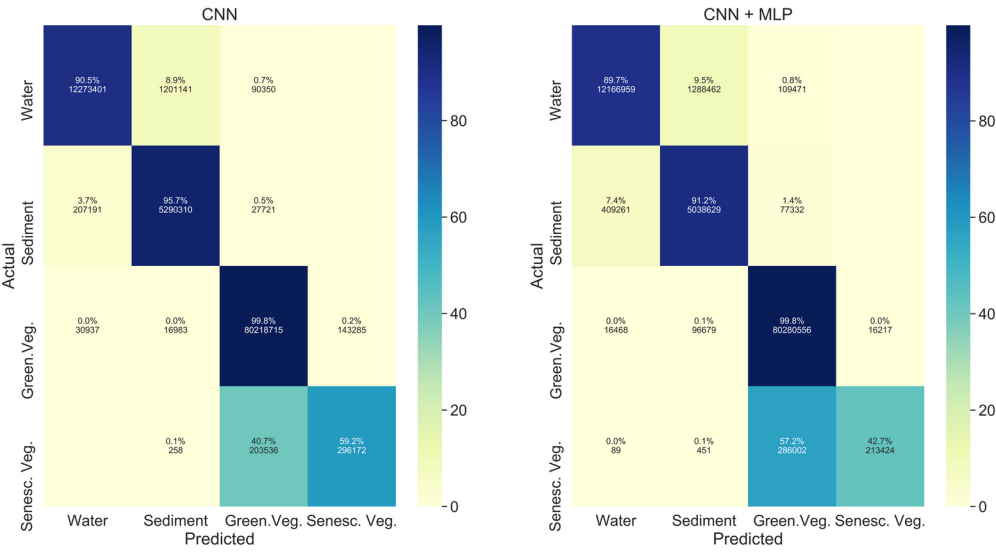 CNN
90.5%
12273401
8.9%
1201141
0.7%
90350
3.7%
207191
95.7%
5290310
0.5%
27721
0.0%
30937
0.0%
16983
99.8%
80218715
0.2%
143285
0.1%
258
40.7%
203536
59.2%
296172
Water
Sediment
Green.Veg.
Senesc. Veg.
Actual
Water
Sediment
Green.Veg.
Senesc. Veg.
Predicted
80
60
40
20
0
CNN + MLP
89.7%
12166959
9.5%
1288462
0.8%
109471
7.4%
409261
91.2%
5038629
1.4%
77332
0.0%
16468
0.1%
96679
99.8%
80280556
0.0%
16217
0.0%
89
0.1%
451
57.2%
286002
42.7%
213424
Water
Sediment
Green.Veg.
Senesc. Veg.
Actual
Water
Sediment
Green.Veg.
Senesc. Veg.
Predicted
80
60
40
20
0